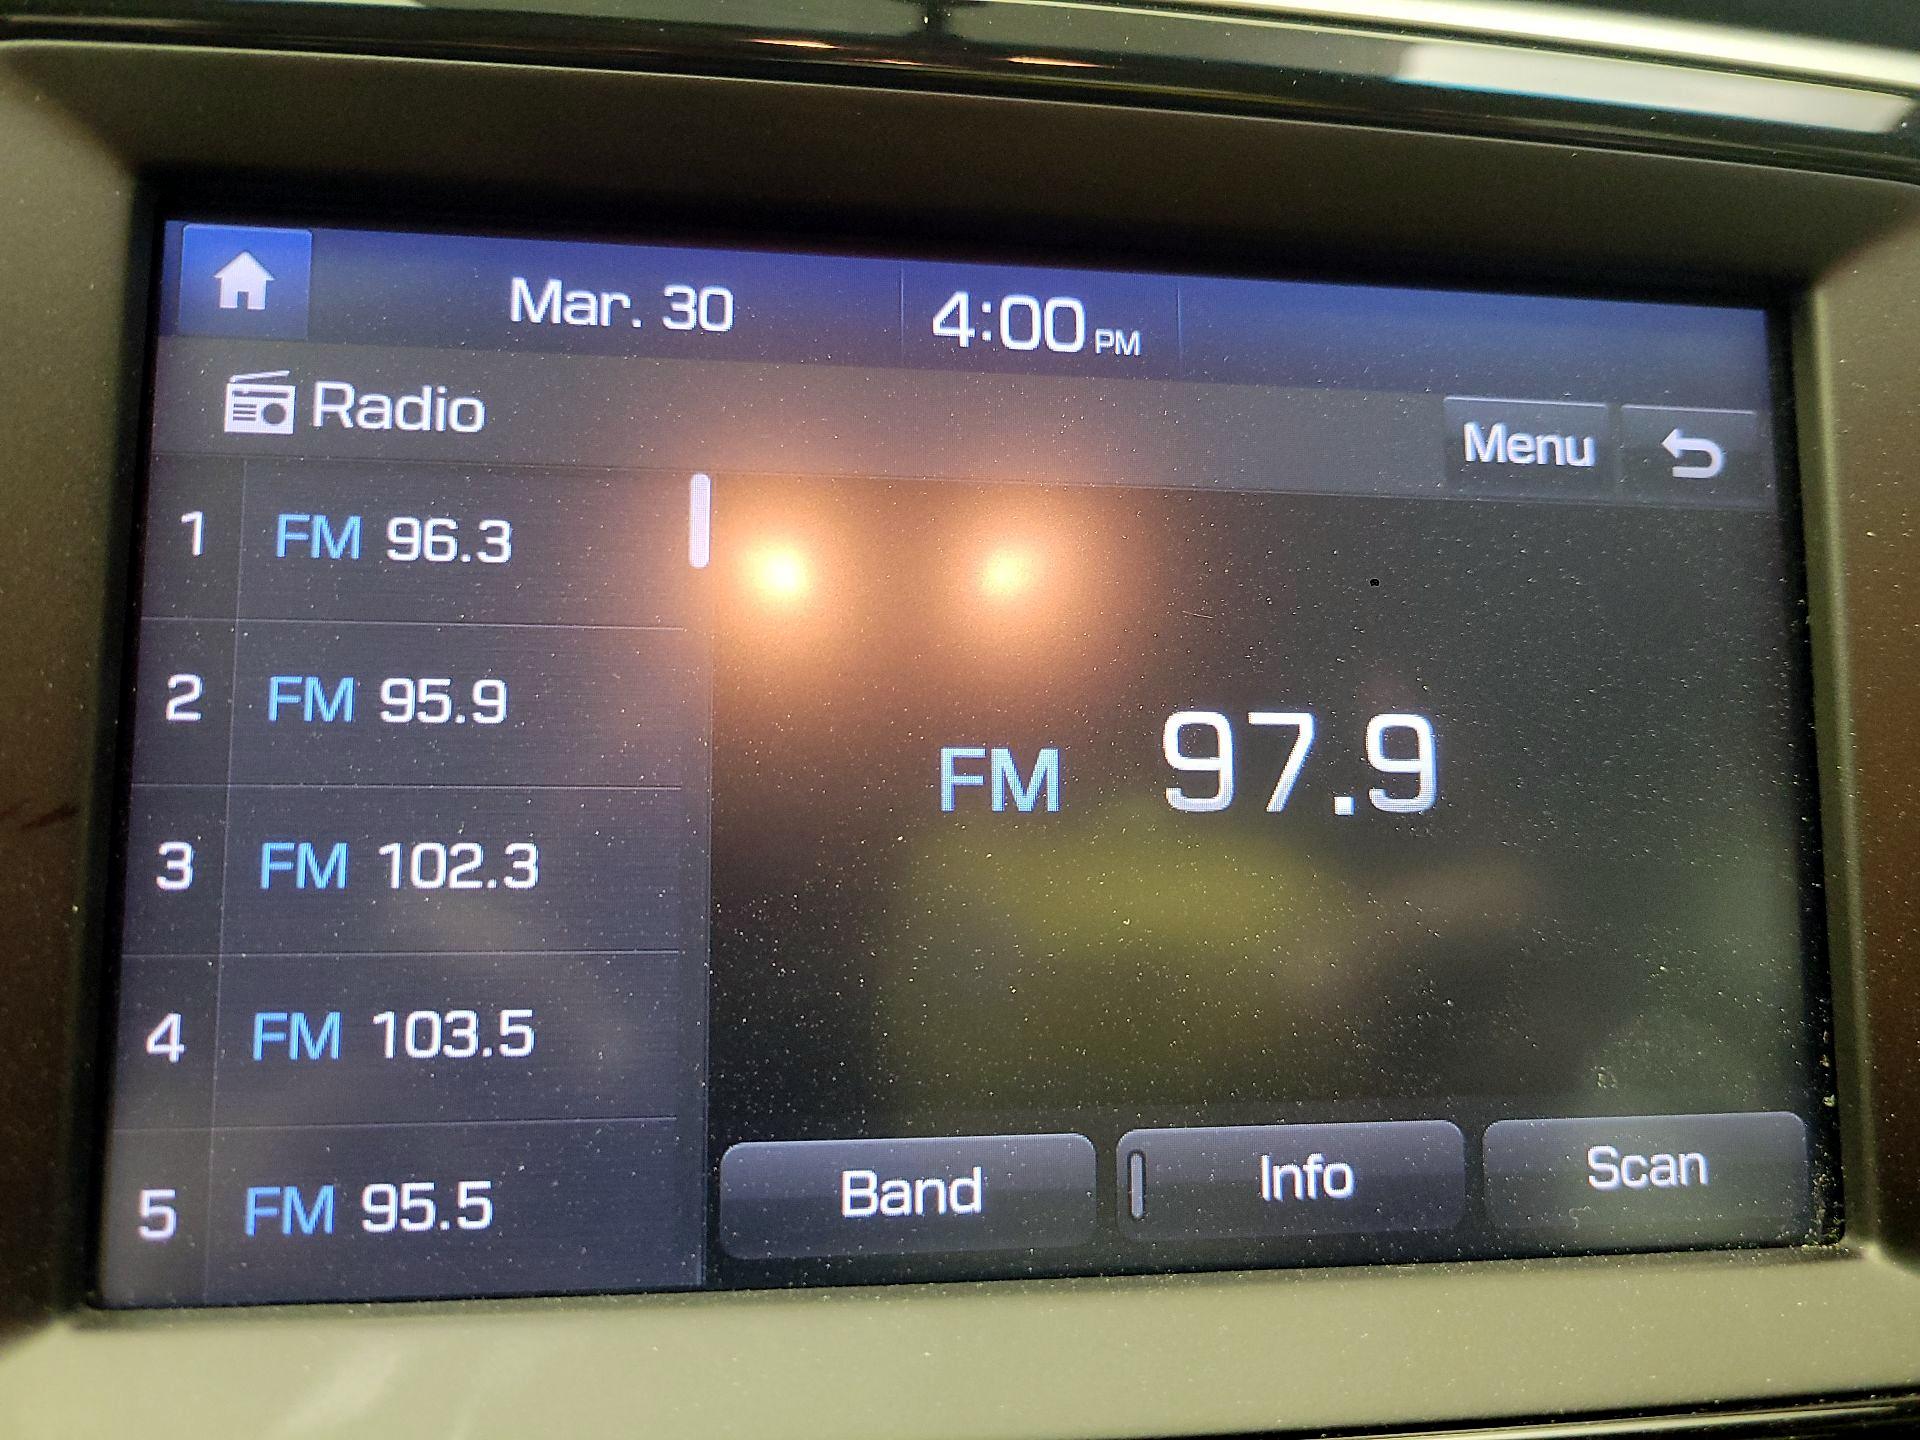 Mar. 30 4:00 PM
Radio Menu
1 FM 96.3
2 FM 95.9
3 FM 102.3
4 FM 103.5
5 FM 95.5
FM 97.9
Band Info Scan